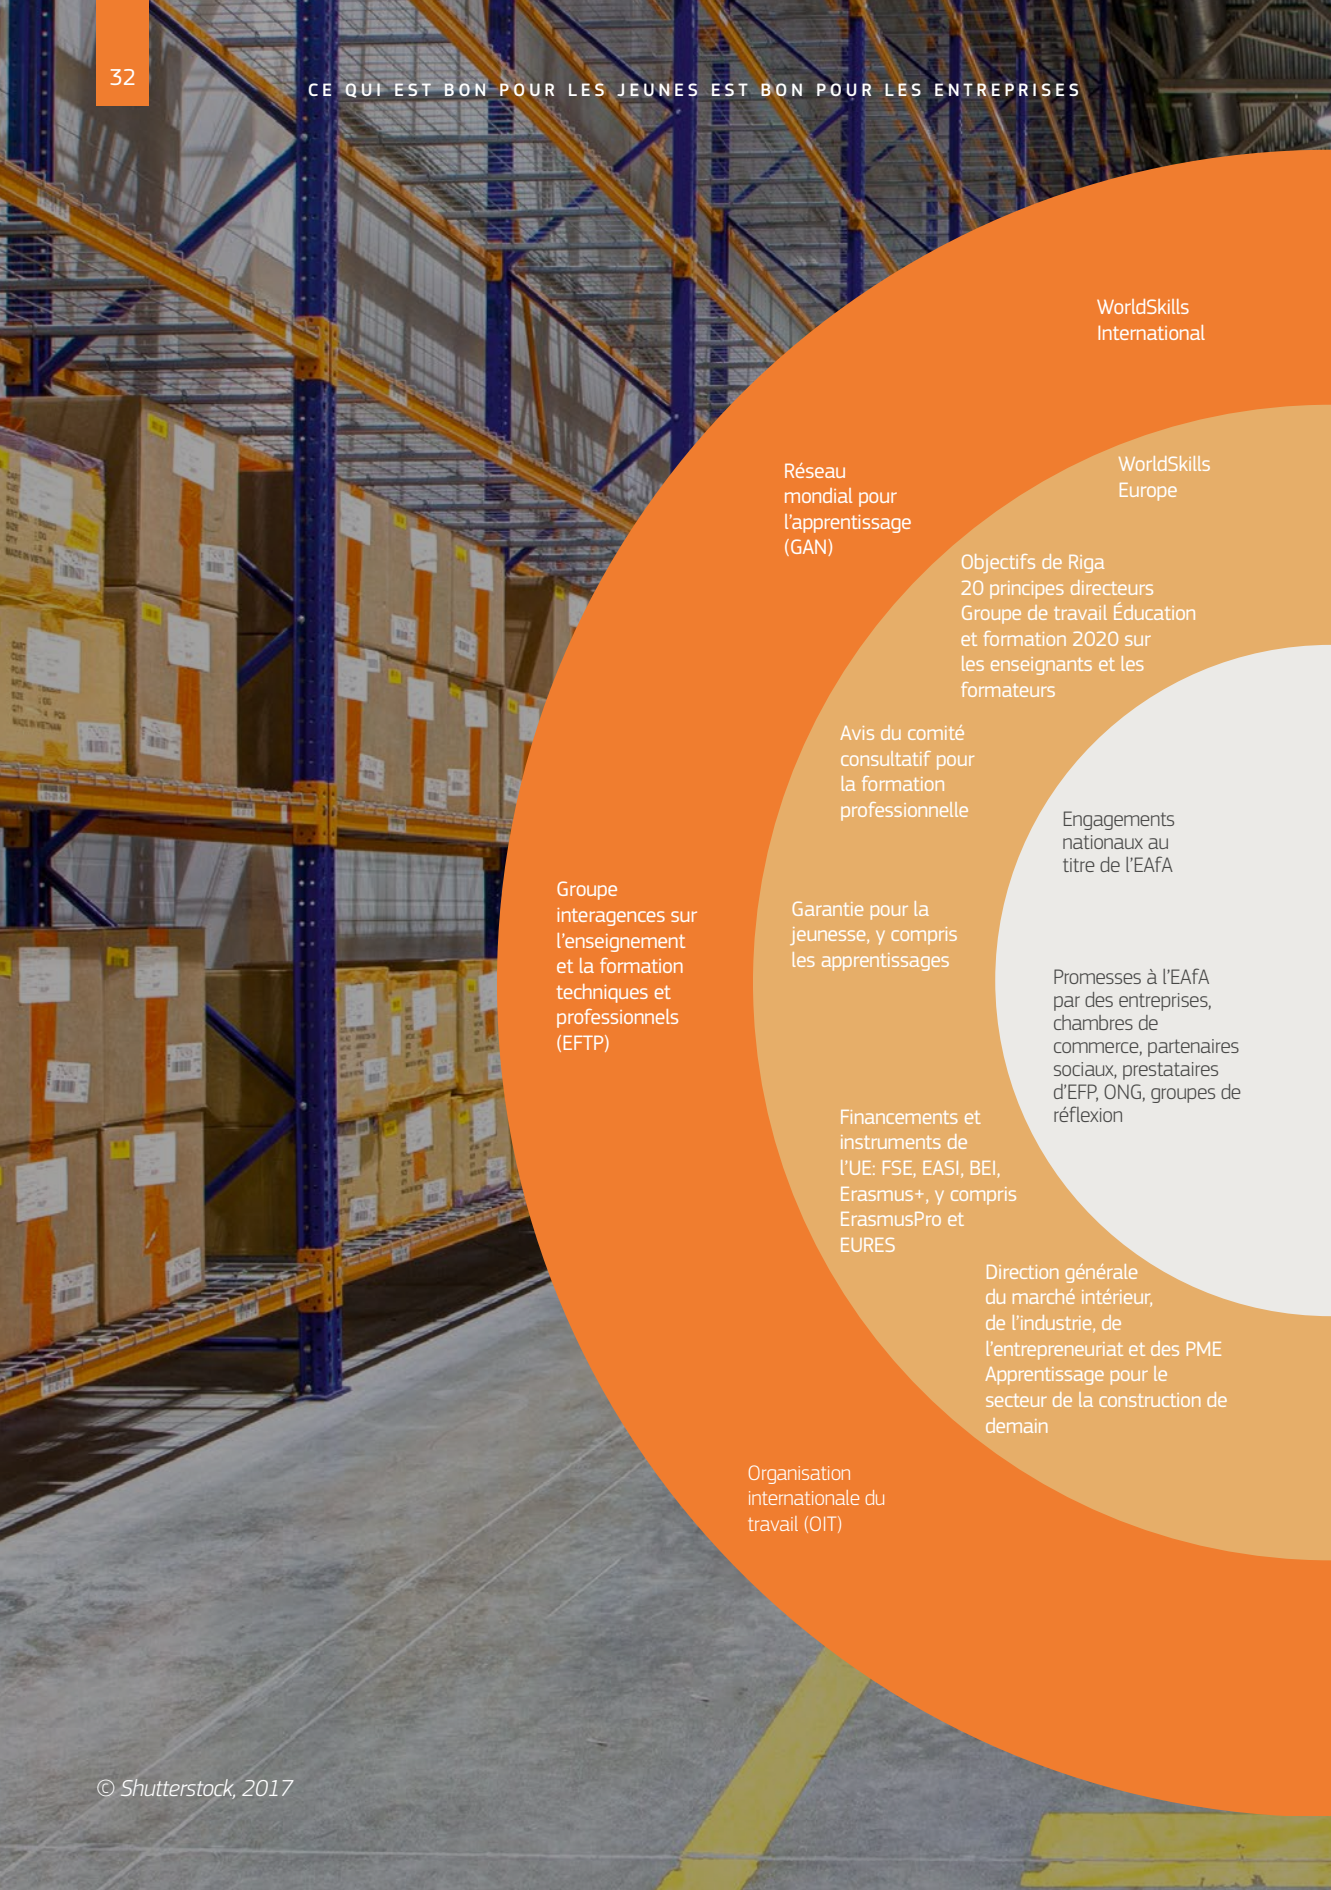 32
CE QUI EST BON POUR LES JEUNES EST BON POUR LES ENTREPRISES
WorldSkills
International
Réseau
mondial pour
l'apprentissage
(GAN)
WorldSkills
Europe
Objectifs de Riga
20 principes directeurs
Groupe de travail Éducation
et formation 2020 sur
les enseignants et les
formateurs
Avis du comité
consultatif pour
la formation
professionnelle
Engagements
nationaux au
titre de l'EAfA
Groupe
interagences sur
l'enseignement
et la formation
techniques et
professionnels
(EFTP)
Garantie pour la
jeunesse, y compris
les apprentissages
Promesses à l'EAfA
par des entreprises,
chambres de
commerce, partenaires
sociaux, prestataires
d'EFP, ONG, groupes de
réflexion
Financements et
instruments de
l'UE: FSE, EASI, BEI,
Erasmus+, y compris
ErasmusPro et
EURES
Direction générale
du marché intérieur,
de l'industrie, de
l'entrepreneuriat et des PME
Apprentissage pour le
secteur de la construction de
demain
Organisation
internationale du
travail (OIT)
© Shutterstock, 2017